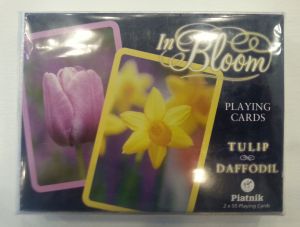 In
Bloom
PLAYING
CARDS
TULIP
DAFFODIL
Piatnik
2 x 55 Playing Cards